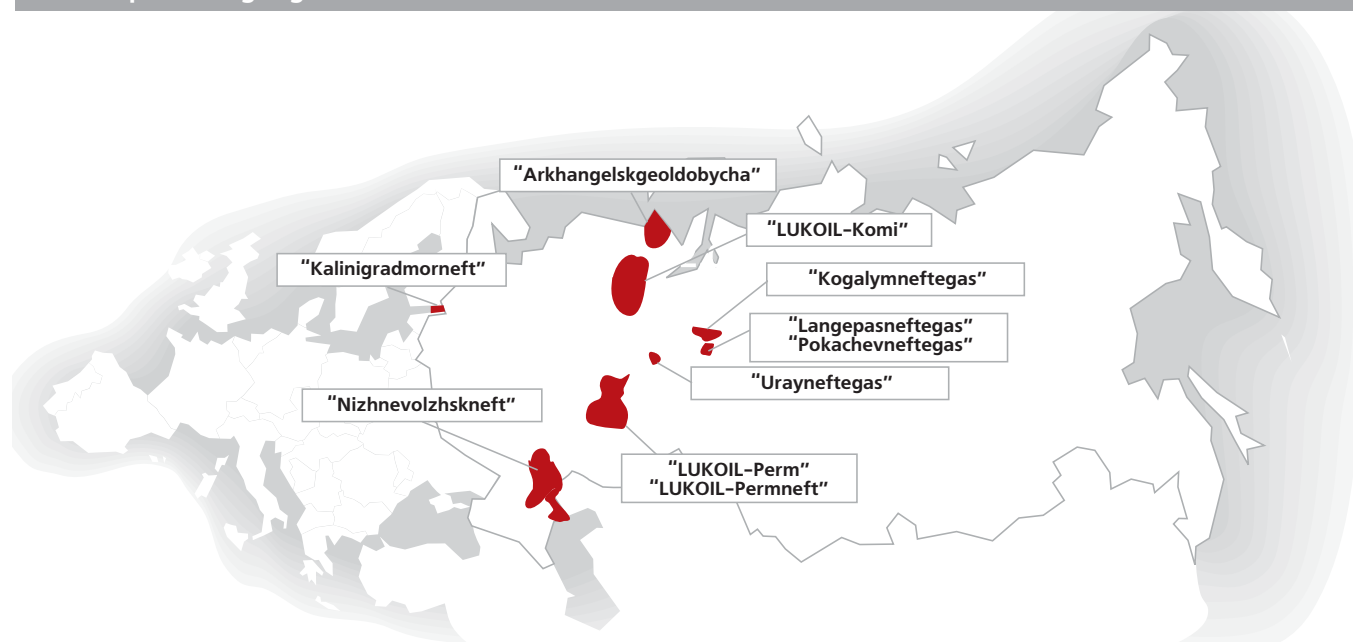 “Arkhangelskgeoldobycha”
“LUKOIL–Komi”
“Kalinigradmorneft”
“Kogalymneftegas”
“Langepasneftegas”
“Pokachevneftegas”
“Urayneftegas”
“Nizhnevolzhskneft”
“LUKOIL–Perm”
“LUKOIL–Permneft”